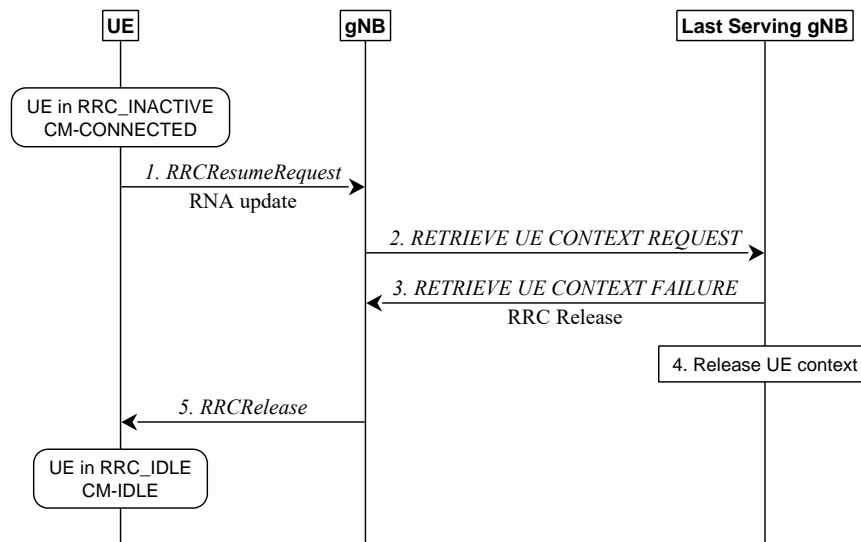 UE
gNB
Last Serving gNB
UE in RRC_INACTIVE
CM-CONNECTED
1. RRCResumeRequest
RNA update
2. RETRIEVE UE CONTEXT REQUEST
3. RETRIEVE UE CONTEXT FAILURE
RRC Release
4. Release UE context
5. RRCRelease
UE in RRC_IDLE
CM-IDLE